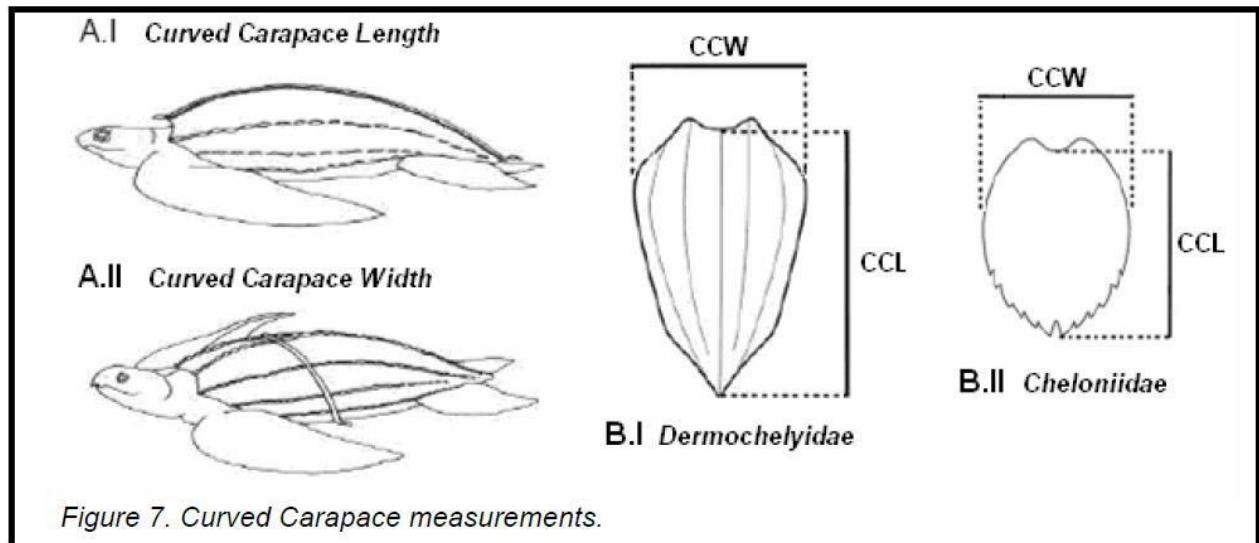 A.I Curved Carapace Length
A.II Curved Carapace Width
CCW
CCL
B.I Dermochelyidae
CCW
CCL
B.II Cheloniidae
Figure 7. Curved Carapace measurements.